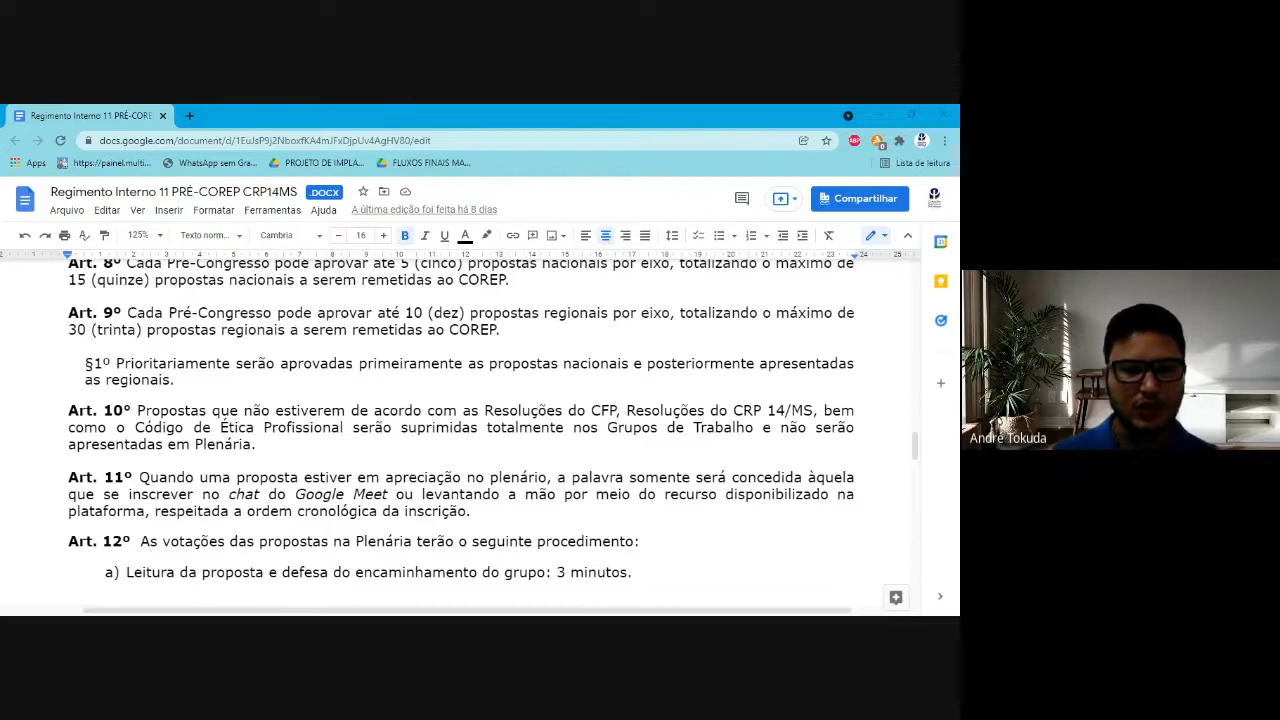 Regimento Interno 11 PRÉ-CORE
docs.google.com/document/d/1EuJsP9j2NboxfKA4mJFxDjpUv4AgHV80/edit
Apps https://painel.multi... WhatsApp sem Gra... PROJETO DE IMPLA... FLUXOS FINAIS MA... Lista de leitura
Regimento Interno 11 PRÉ-COREP CRP14MS .DOCX
Compartilhar
Arquivo Editar Ver Inserir Formatar Ferramentas Ajuda A última edição foi feita há 8 dias
125% Texto norm... Cambria 16
Art. 8º Cada Pré-Congresso pode aprovar até 5 (cinco) propostas nacionais por eixo, totalizando o máximo de
15 (quinze) propostas nacionais a serem remetidas ao COREP.
Art. 9º Cada Pré-Congresso pode aprovar até 10 (dez) propostas regionais por eixo, totalizando o máximo de
30 (trinta) propostas regionais a serem remetidas ao COREP.
§1º Prioritariamente serão aprovadas primeiramente as propostas nacionais e posteriormente apresentadas
as regionais.
Art. 10º Propostas que não estiverem de acordo com as Resoluções do CFP, Resoluções do CRP 14/MS, bem
como o Código de Ética Profissional serão suprimidas totalmente nos Grupos de Trabalho e não serão
apresentadas em Plenária.
Art. 11º Quando uma proposta estiver em apreciação no plenário, a palavra somente será concedida àquela
que se inscrever no chat do Google Meet ou levantando a mão por meio do recurso disponibilizado na
plataforma, respeitada a ordem cronológica da inscrição.
Art. 12º As votações das propostas na Plenária terão o seguinte procedimento:
a) Leitura da proposta e defesa do encaminhamento do grupo: 3 minutos.
André Tokuda